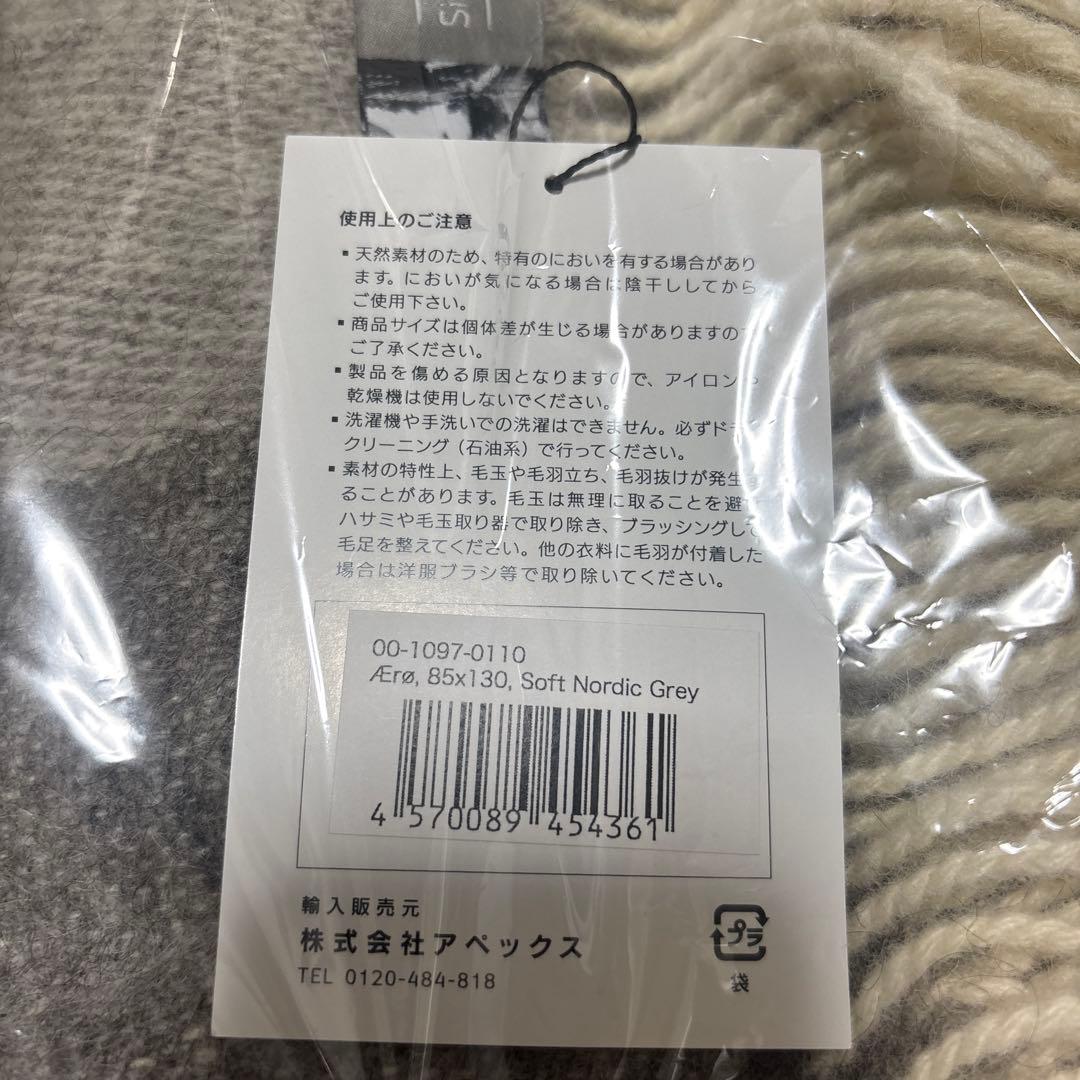 使用上のご注意
▪ 天然素材のため、特有のにおいを有する場合があり
ます。においが気になる場合は陰干ししてから
ご使用下さい。
▪ 商品サイズは個体差が生じる場合がありますので
ご了承ください。
▪ 製品を傷める原因となりますので、アイロンや
乾燥機は使用しないでください。
▪ 洗濯機や手洗いでの洗濯はできません。必ずドライ
クリーニング（石油系）で行ってください。
▪ 素材の特性上、毛玉や毛羽立ち、毛羽抜けが発生す
ることがあります。毛玉は無理に取ることを避け
ハサミや毛玉取り器で取り除き、ブラッシングして
毛足を整えてください。他の衣料に毛羽が付着した
場合は洋服ブラシ等で取り除いてください。
00-1097-0110
Ærø, 85x130, Soft Nordic Grey
4 570089 454361
輸入販売元
株式会社アペックス
TEL 0120-484-818
プラ
袋